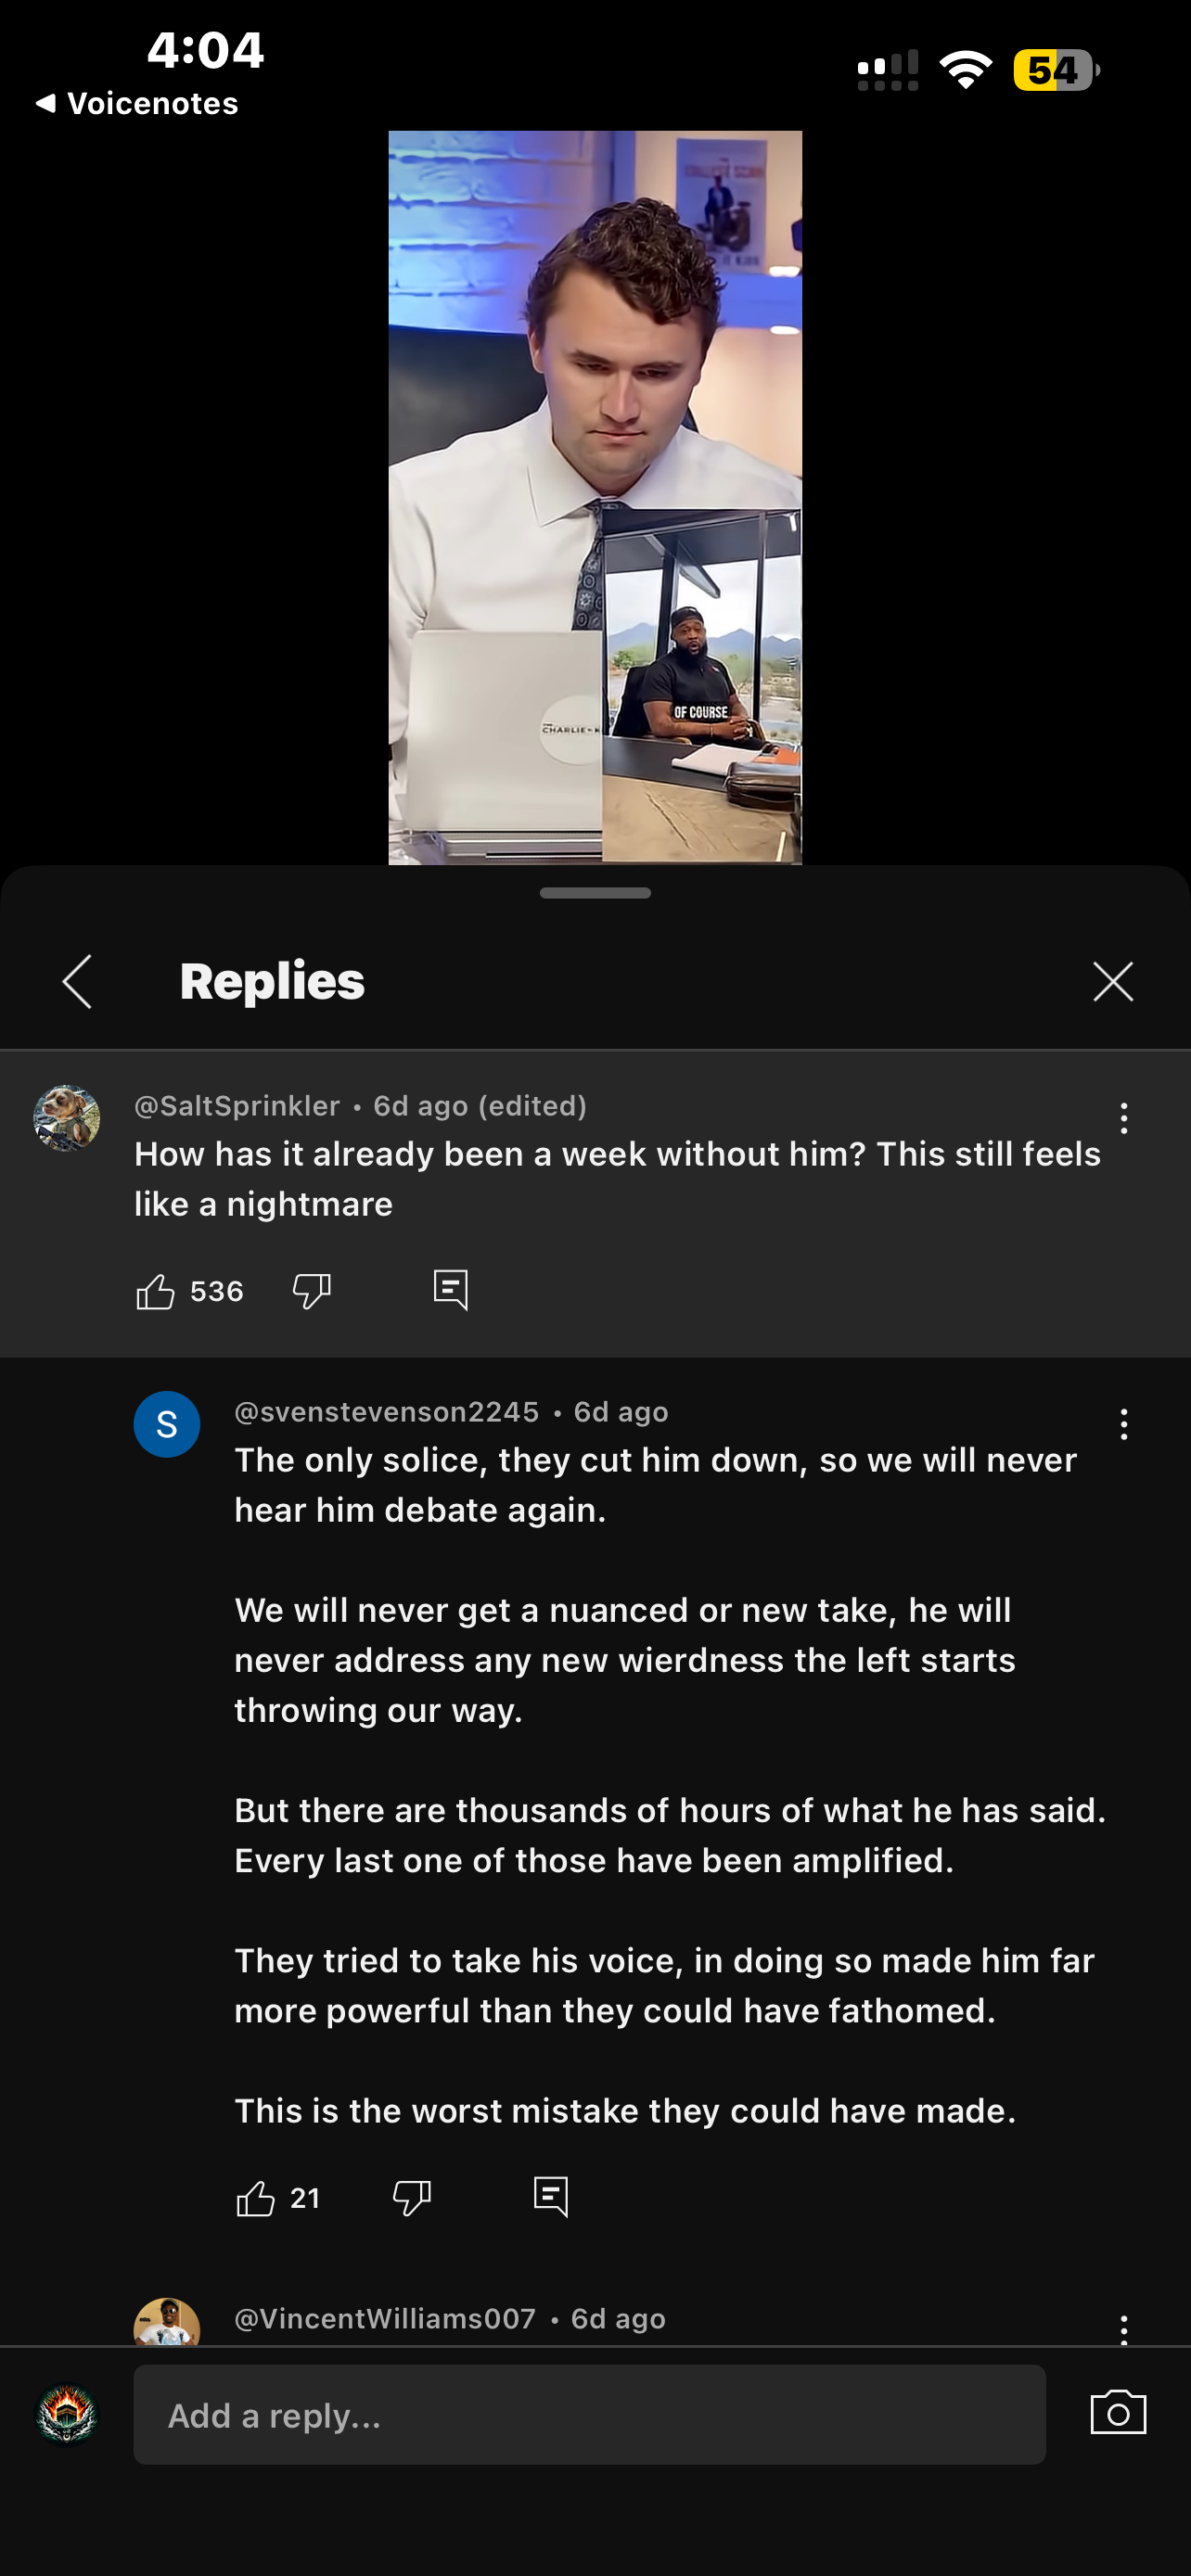 4:04
54
Voicenotes
OF COURSE
Replies
@SaltSprinkler • 6d ago (edited)
How has it already been a week without him? This still feels
like a nightmare
536
S
@svenstevenson2245 • 6d ago
The only solice, they cut him down, so we will never
hear him debate again.
We will never get a nuanced or new take, he will
never address any new wierdness the left starts
throwing our way.
But there are thousands of hours of what he has said.
Every last one of those have been amplified.
They tried to take his voice, in doing so made him far
more powerful than they could have fathomed.
This is the worst mistake they could have made.
21
@VincentWilliams007 • 6d ago
Add a reply...